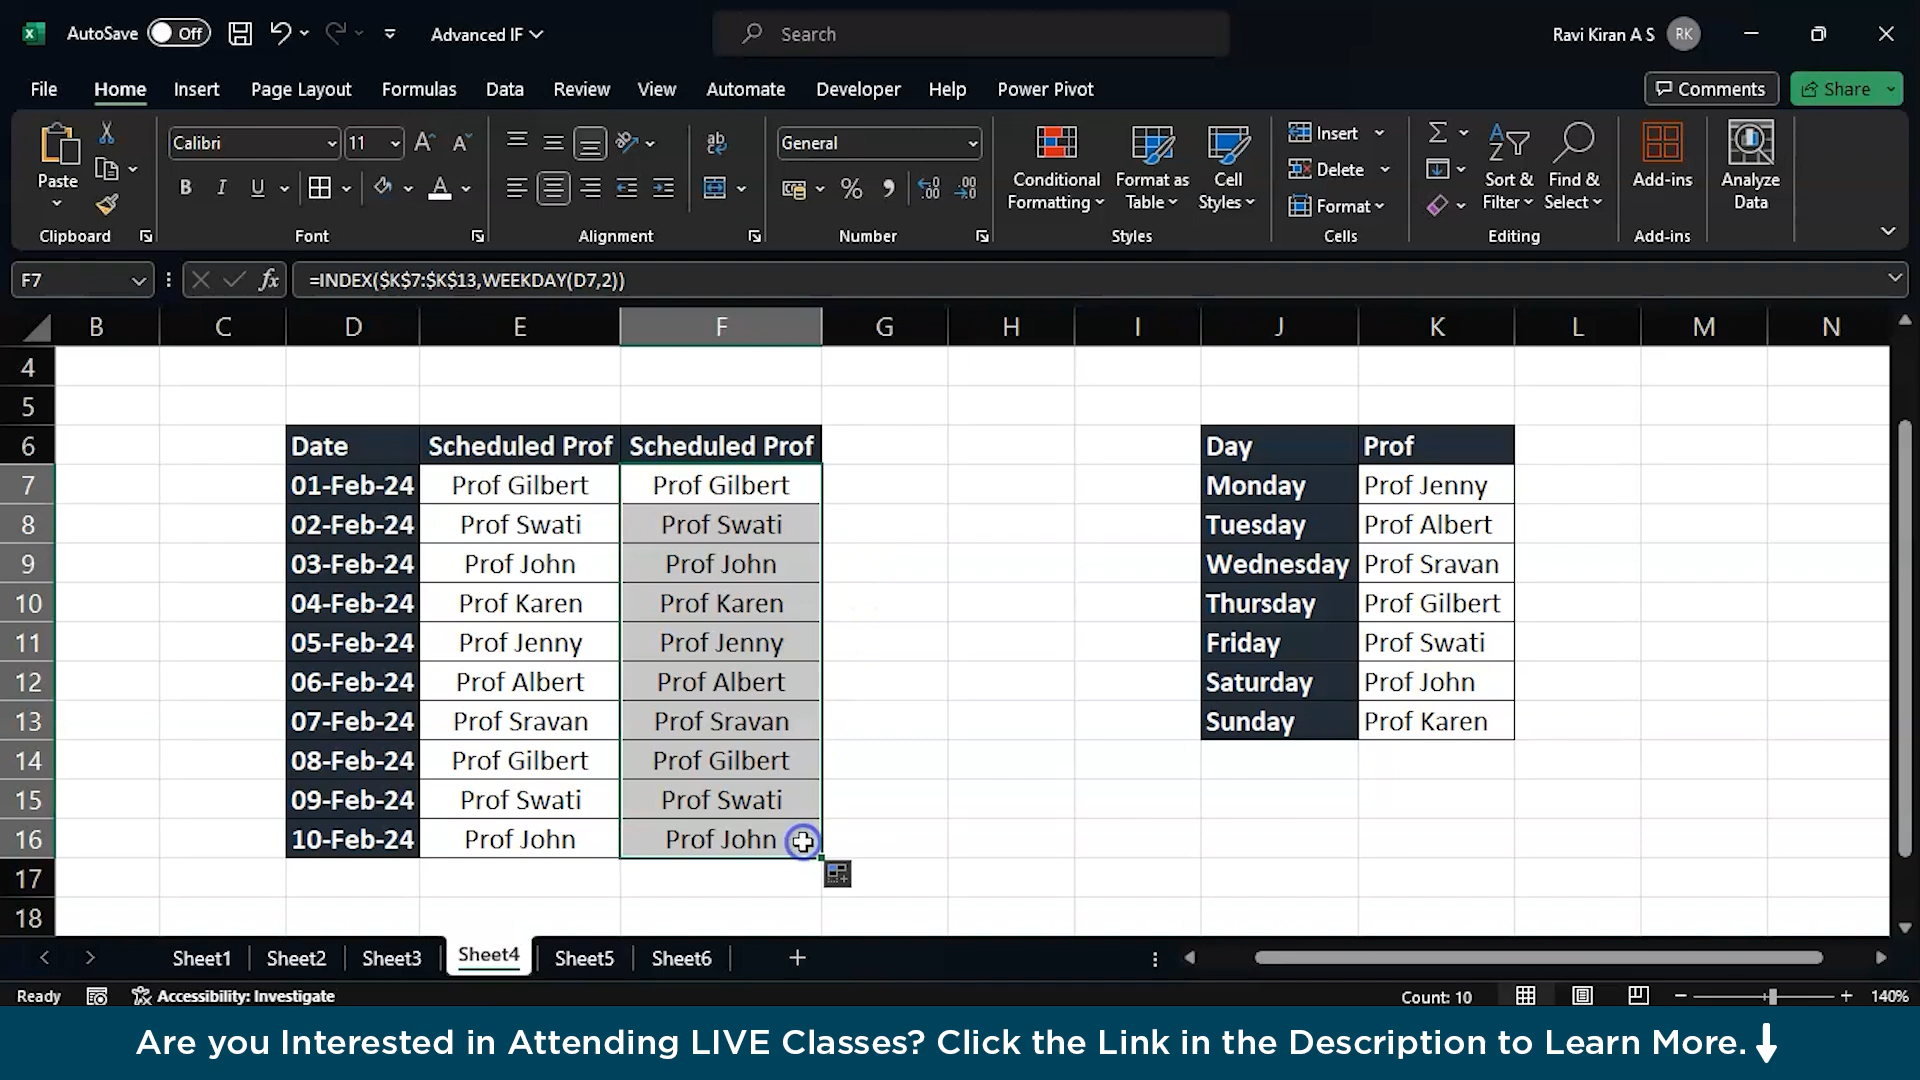 AutoSave Off Advanced IF Search Ravi Kiran A S RK
File Home Insert Page Layout Formulas Data Review View Automate Developer Help Power Pivot Comments Share
Paste Calibri 11 General Conditional Formatting Format as Table Cell Styles Insert Delete Format Sort & Filter Find & Select Add-ins Analyze Data
Clipboard Font Alignment Number Styles Cells Editing Add-ins
F7 fx =INDEX($K$7:$K$13,WEEKDAY(D7,2))
B C D E F G H I J K L M N
4
5
6 Date Scheduled Prof Scheduled Prof Day Prof
7 01-Feb-24 Prof Gilbert Prof Gilbert Monday Prof Jenny
8 02-Feb-24 Prof Swati Prof Swati Tuesday Prof Albert
9 03-Feb-24 Prof John Prof John Wednesday Prof Sravan
10 04-Feb-24 Prof Karen Prof Karen Thursday Prof Gilbert
11 05-Feb-24 Prof Jenny Prof Jenny Friday Prof Swati
12 06-Feb-24 Prof Albert Prof Albert Saturday Prof John
13 07-Feb-24 Prof Sravan Prof Sravan Sunday Prof Karen
14 08-Feb-24 Prof Gilbert Prof Gilbert
15 09-Feb-24 Prof Swati Prof Swati
16 10-Feb-24 Prof John Prof John
17
18
Sheet1 Sheet2 Sheet3 Sheet4 Sheet5 Sheet6
Ready Accessibility: Investigate Count: 10 140%
Are you Interested in Attending LIVE Classes? Click the Link in the Description to Learn More.